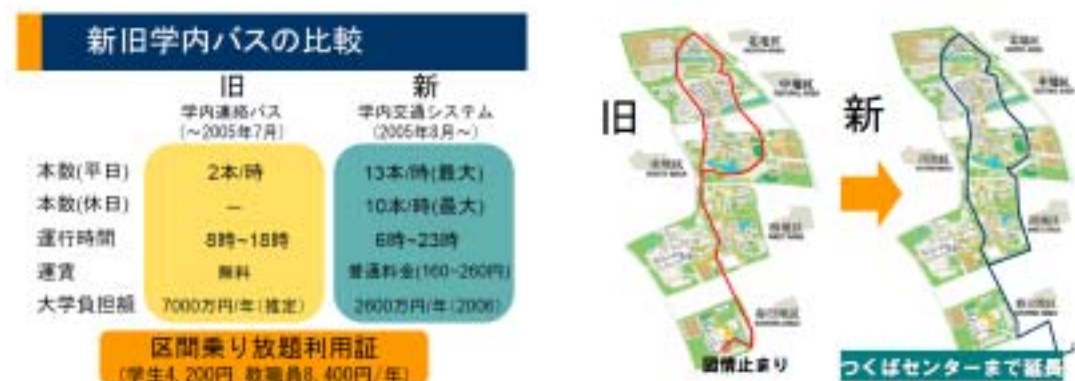 新旧学内バスの比較
旧
学内連絡バス
(～2005年7月)
新
学内交通システム
(2005年8月～)
本数(平日)
2本/時
13本/時(最大)
本数(休日)
－
10本/時(最大)
運行時間
8時~18時
6時~23時
運賃
無料
普通料金(160~260円)
大学負担額
7000万円/年(推定)
2600万円/年(2006)
区間乗り放題利用証
(学生4,200円 教職員8,400円/年)
旧
図情止まり
新
つくばセンターまで延長